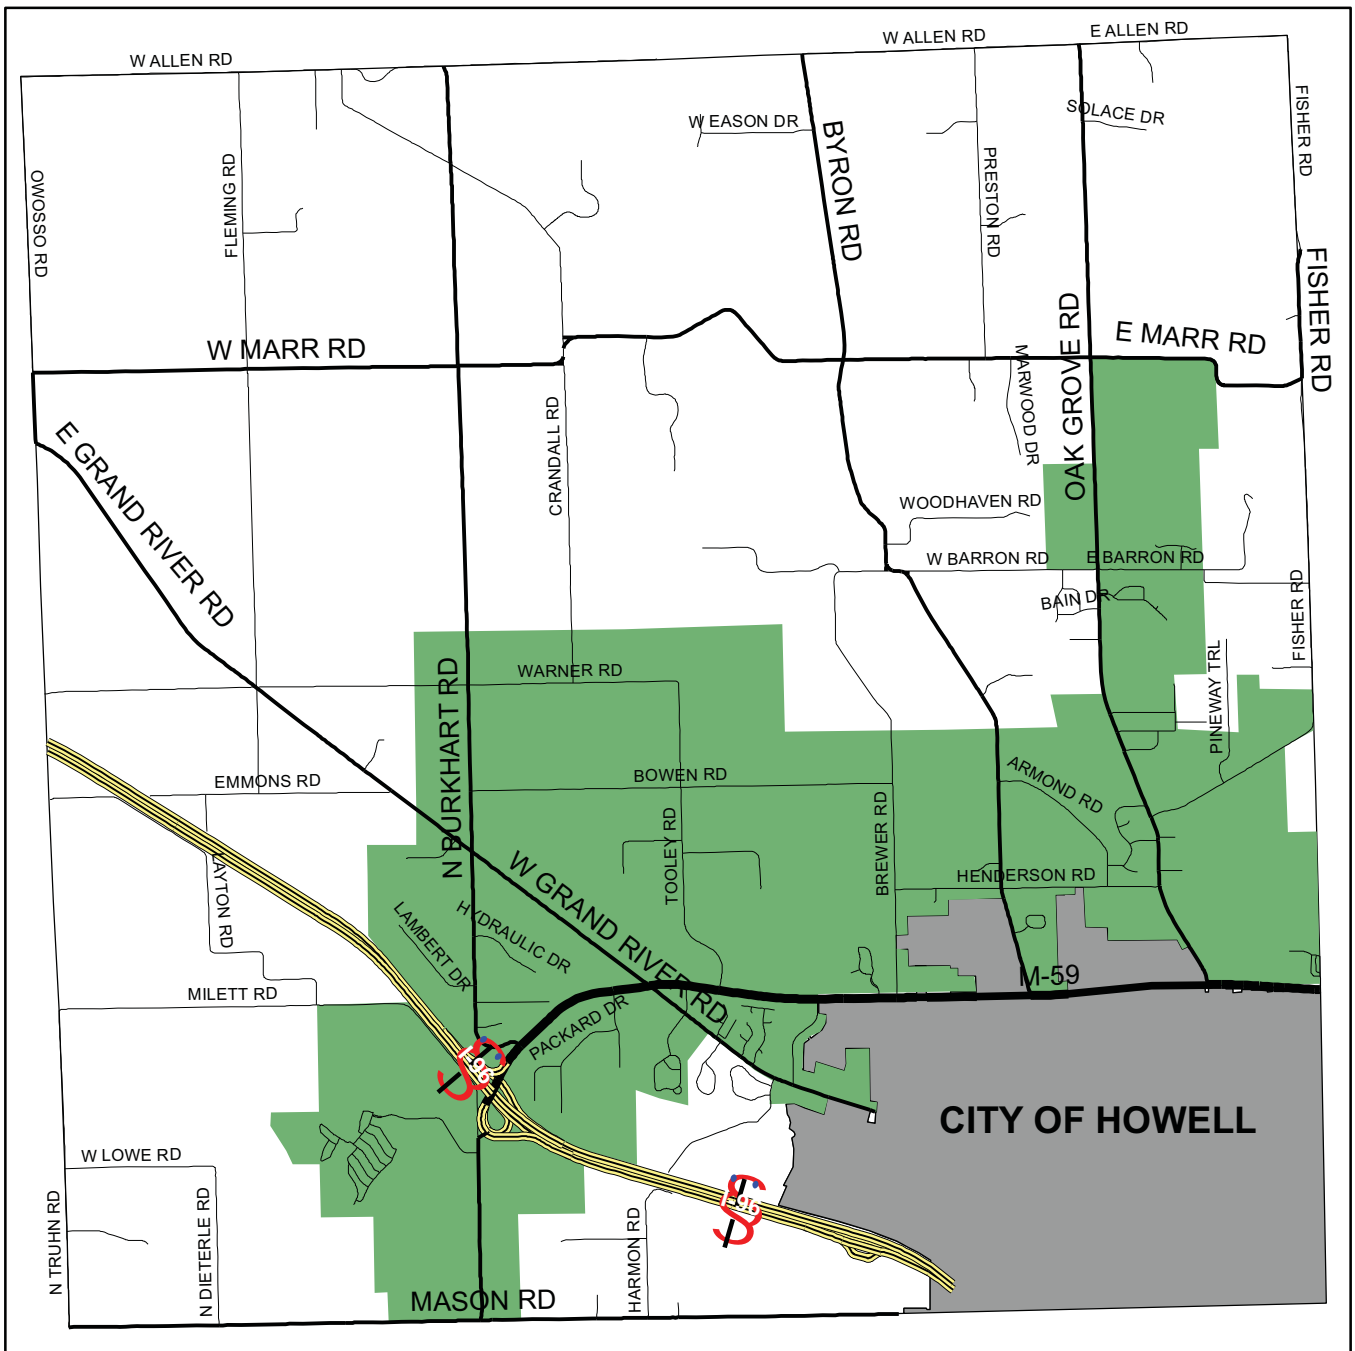 W ALLEN RD
W ALLEN RD
E ALLEN RD
OWOSSO RD
FLEMING RD
W EASON DR
BYRON RD
PRESTON RD
SOLACE DR
FISHER RD
FISHER RD
W MARR RD
E MARR RD
OAK GROVE RD
MARWOOD DR
E GRAND RIVER RD
CRANDALL RD
WOODHAVEN RD
W BARRON RD
E BARRON RD
BAIN DR
FISHER RD
PINEWAY TRL
WARNER RD
N BURKHART RD
EMMONS RD
BOWEN RD
ARMOND RD
TOOLEY RD
BREWER RD
HENDERSON RD
LAYTON RD
W GRAND RIVER RD
LAMBERT DR
HYDRAULIC DR
MILETT RD
M-59
PACKARD DR
I-96
CITY OF HOWELL
W LOWE RD
N TRUHN RD
N DIETERLE RD
HARMON RD
I-96
MASON RD